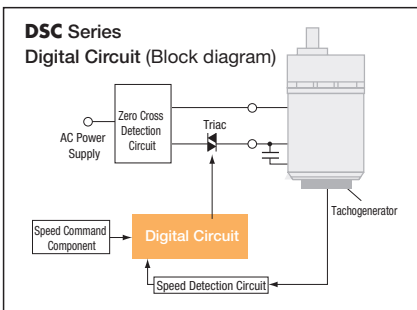 DSC Series
Digital Circuit (Block diagram)
Zero Cross
Detection
Circuit
Triac
AC Power
Supply
Tachogenerator
Speed Command
Component
Digital Circuit
Speed Detection Circuit